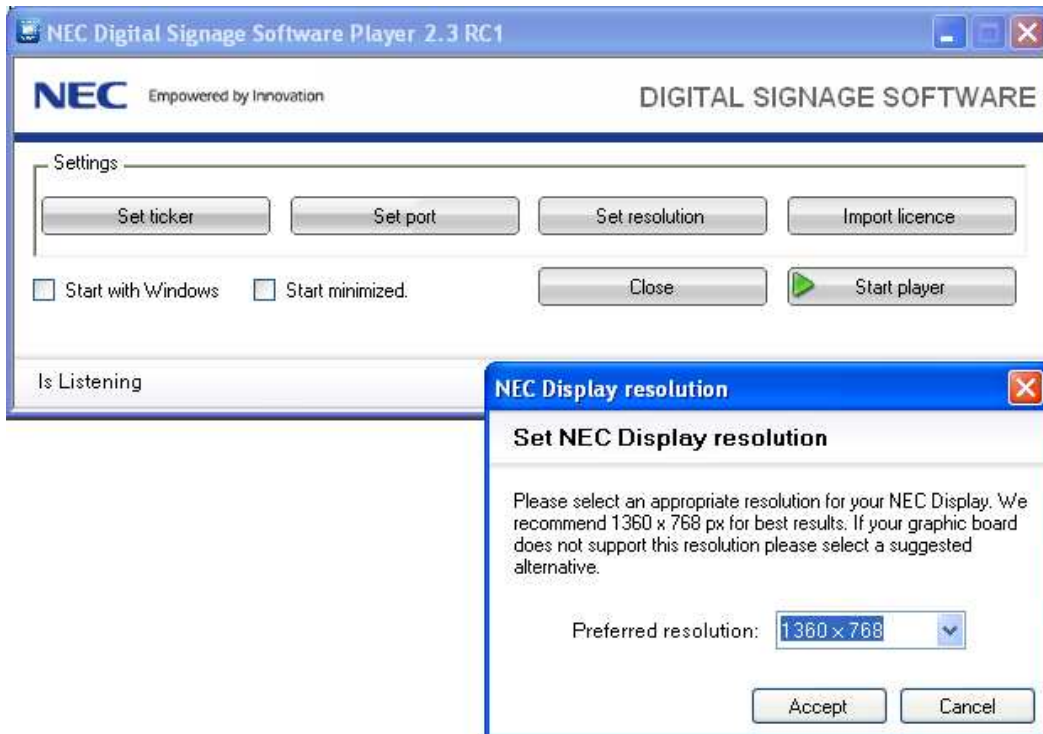 NEC Digital Signage Software Player 2.3 RC1
NEC Empowered by Innovation DIGITAL SIGNAGE SOFTWARE
Settings
Set ticker Set port Set resolution Import licence
Start with Windows Start minimized. Close Start player
Is Listening
NEC Display resolution
Set NEC Display resolution
Please select an appropriate resolution for your NEC Display. We
recommend 1360 x 768 px for best results. If your graphic board
does not support this resolution please select a suggested
alternative.
Preferred resolution: 1360 x 768
Accept Cancel